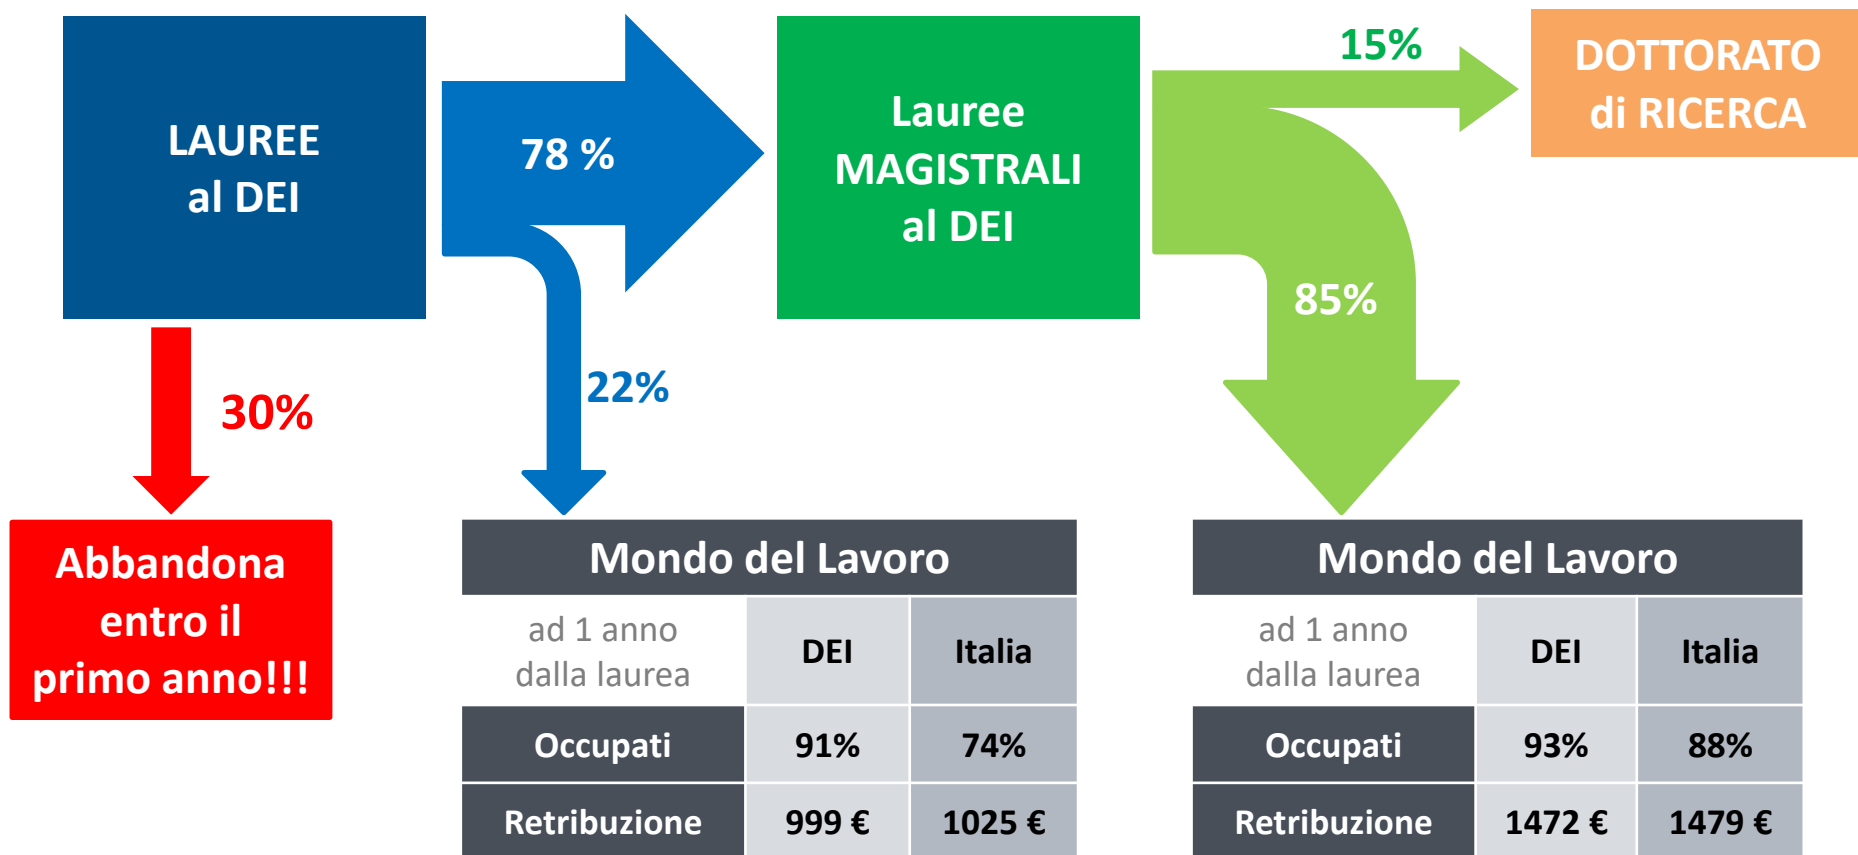 LAUREE
al DEI
78 %
Lauree
MAGISTRALI
al DEI
15%
DOTTORATO
di RICERCA
85%
22%
30%
Abbandona
entro il
primo anno!!!
Mondo del Lavoro
ad 1 anno
dalla laurea
DEI
Italia
Occupati
91%
74%
Retribuzione
999 €
1025 €
Mondo del Lavoro
ad 1 anno
dalla laurea
DEI
Italia
Occupati
93%
88%
Retribuzione
1472 €
1479 €